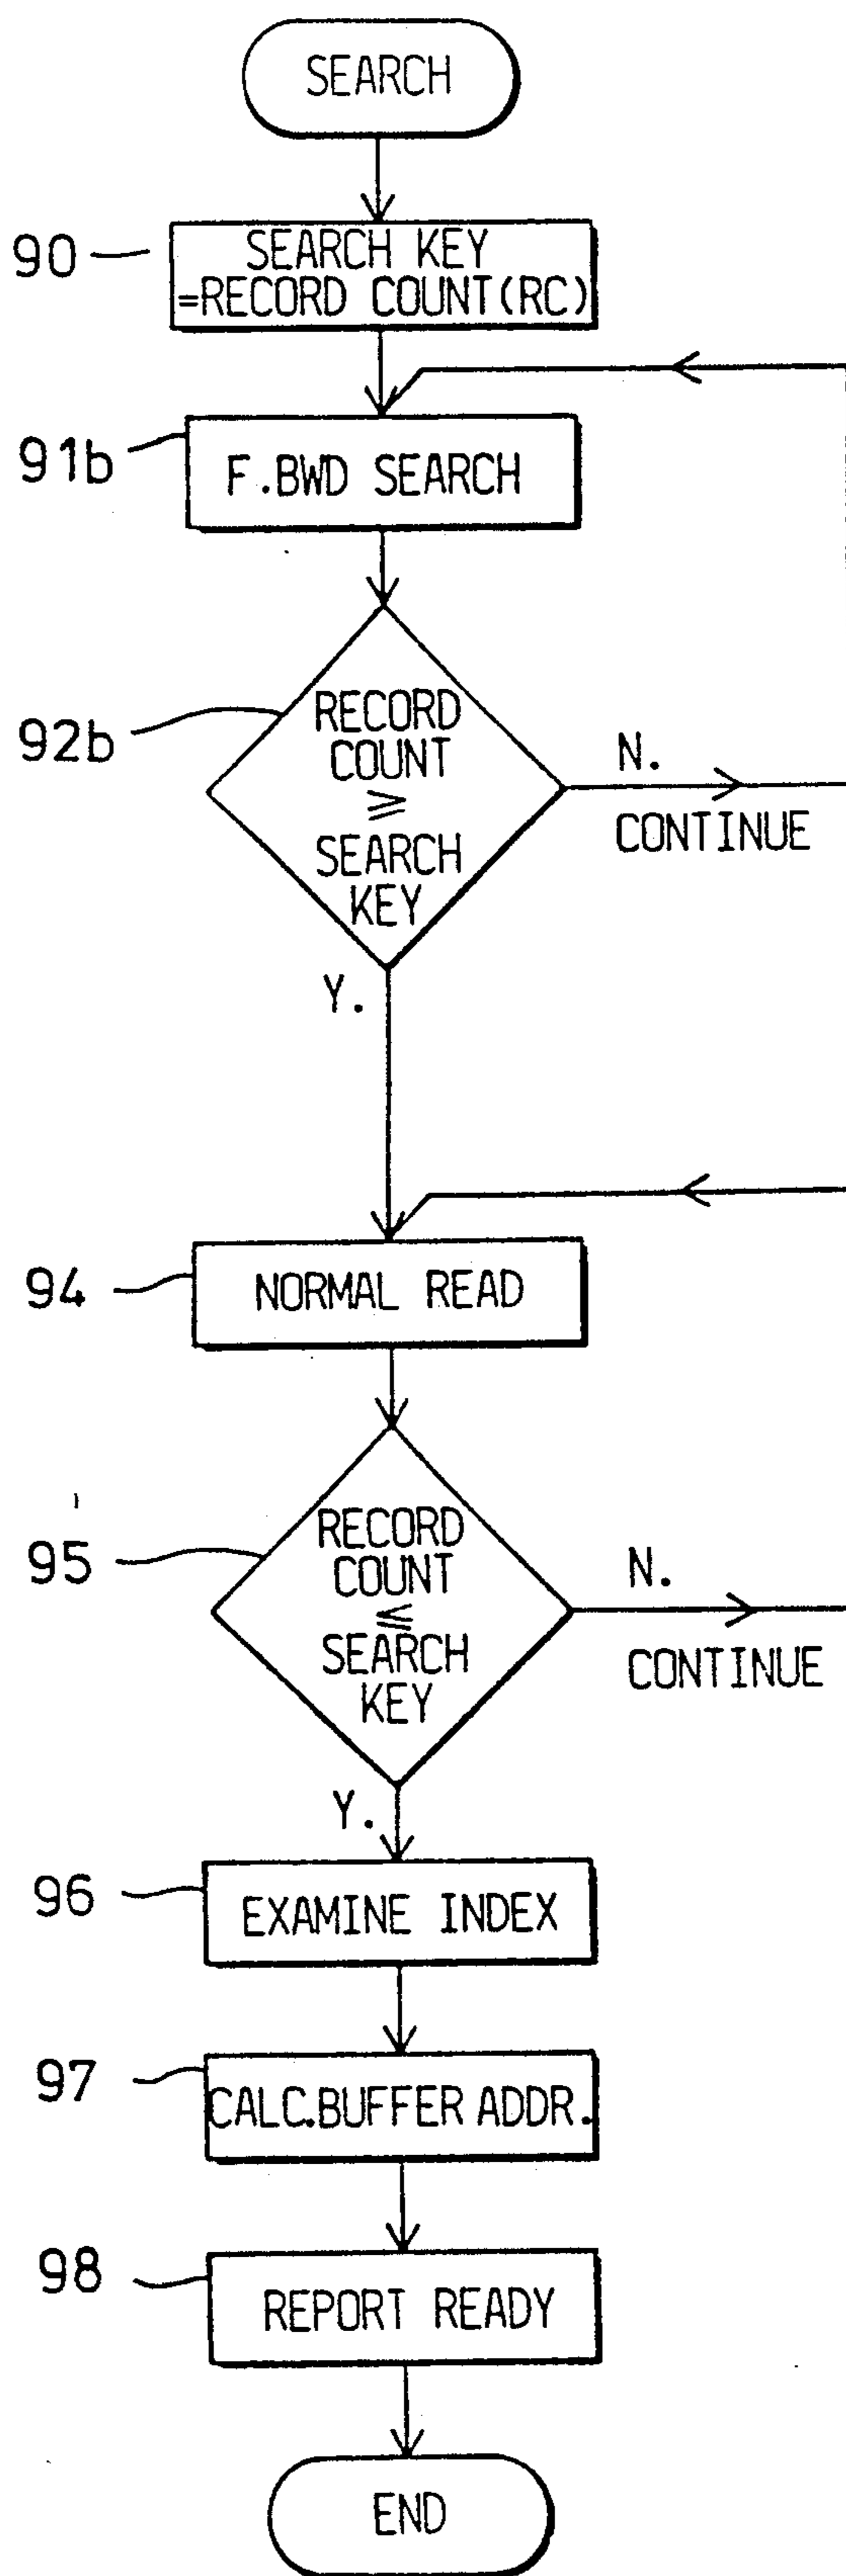 SEARCH
90
SEARCH KEY
=RECORD COUNT(RC)
91b
F.BWD SEARCH
92b
RECORD
COUNT
≥
SEARCH
KEY
N.
CONTINUE
Y.
94
NORMAL READ
95
RECORD
COUNT
≤
SEARCH
KEY
N.
CONTINUE
Y.
96
EXAMINE INDEX
97
CALC.BUFFER ADDR.
98
REPORT READY
END